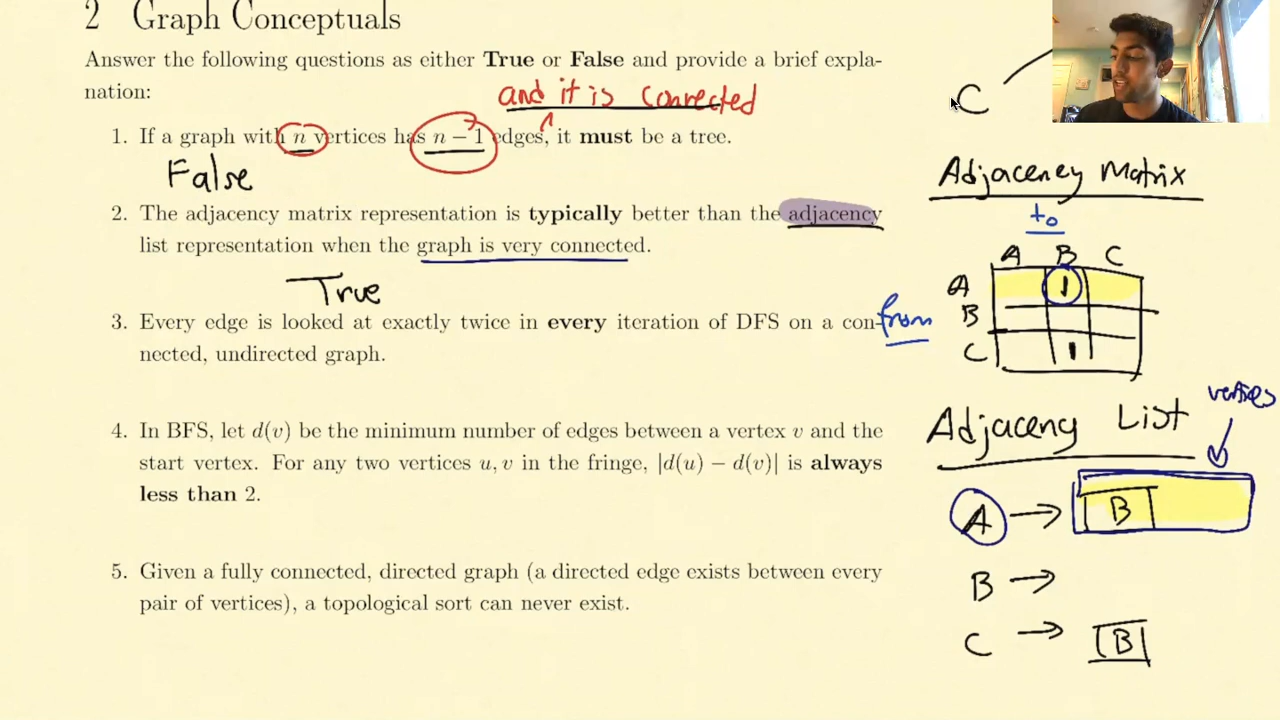 2 Graph Conceptuals
Answer the following questions as either True or False and provide a brief expla-
nation:
and it is connected
1. If a graph with n vertices has n − 1 edges, it must be a tree.
False
2. The adjacency matrix representation is typically better than the adjacency
list representation when the graph is very connected.
True
3. Every edge is looked at exactly twice in every iteration of DFS on a con-
nected, undirected graph.
4. In BFS, let d(v) be the minimum number of edges between a vertex v and the
start vertex. For any two vertices u, v in the fringe, |d(u) − d(v)| is always
less than 2.
5. Given a fully connected, directed graph (a directed edge exists between every
pair of vertices), a topological sort can never exist.
C
Adjacency Matrix
to
A B C
A 1
B
from
C 1
Adjaceny List
vertices
A → B
B →
C → B